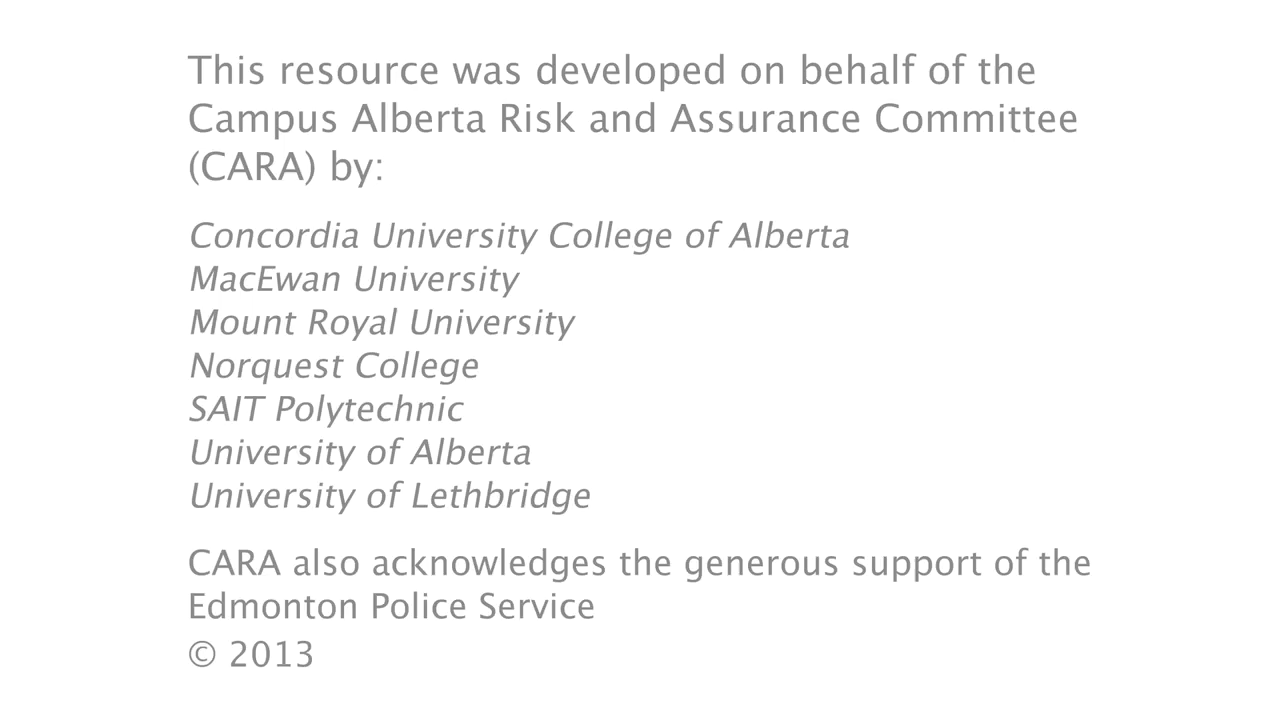 This resource was developed on behalf of the
Campus Alberta Risk and Assurance Committee
(CARA) by:
Concordia University College of Alberta
MacEwan University
Mount Royal University
Norquest College
SAIT Polytechnic
University of Alberta
University of Lethbridge
CARA also acknowledges the generous support of the
Edmonton Police Service
© 2013